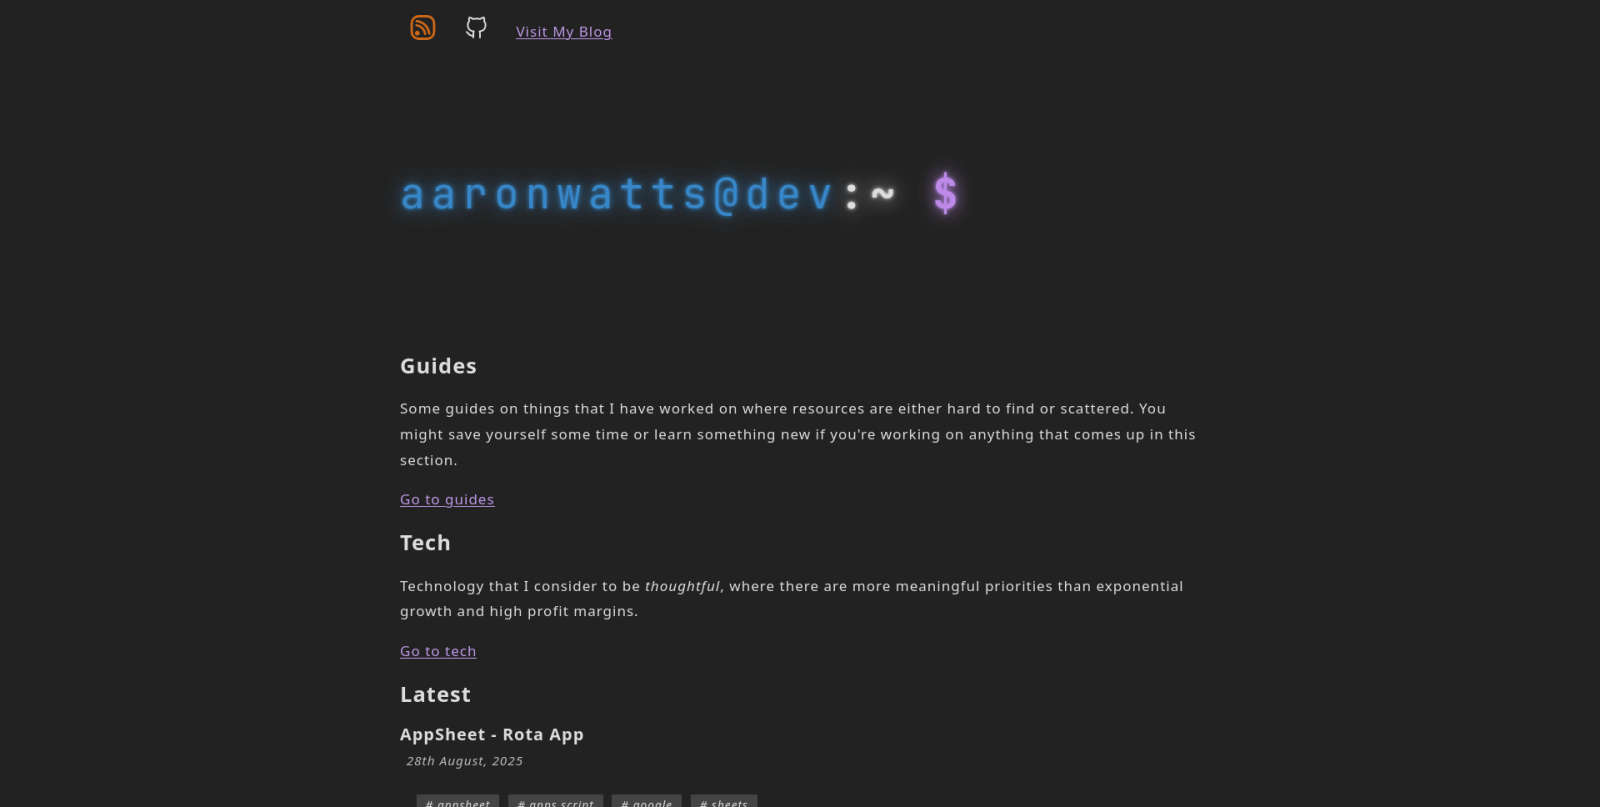 Visit My Blog
aaronwatts@dev:~ $
Guides
Some guides on things that I have worked on where resources are either hard to find or scattered. You
might save yourself some time or learn something new if you're working on anything that comes up in this
section.
Go to guides
Tech
Technology that I consider to be thoughtful, where there are more meaningful priorities than exponential
growth and high profit margins.
Go to tech
Latest
AppSheet - Rota App
28th August, 2025
# appsheet # apps script # google # sheets